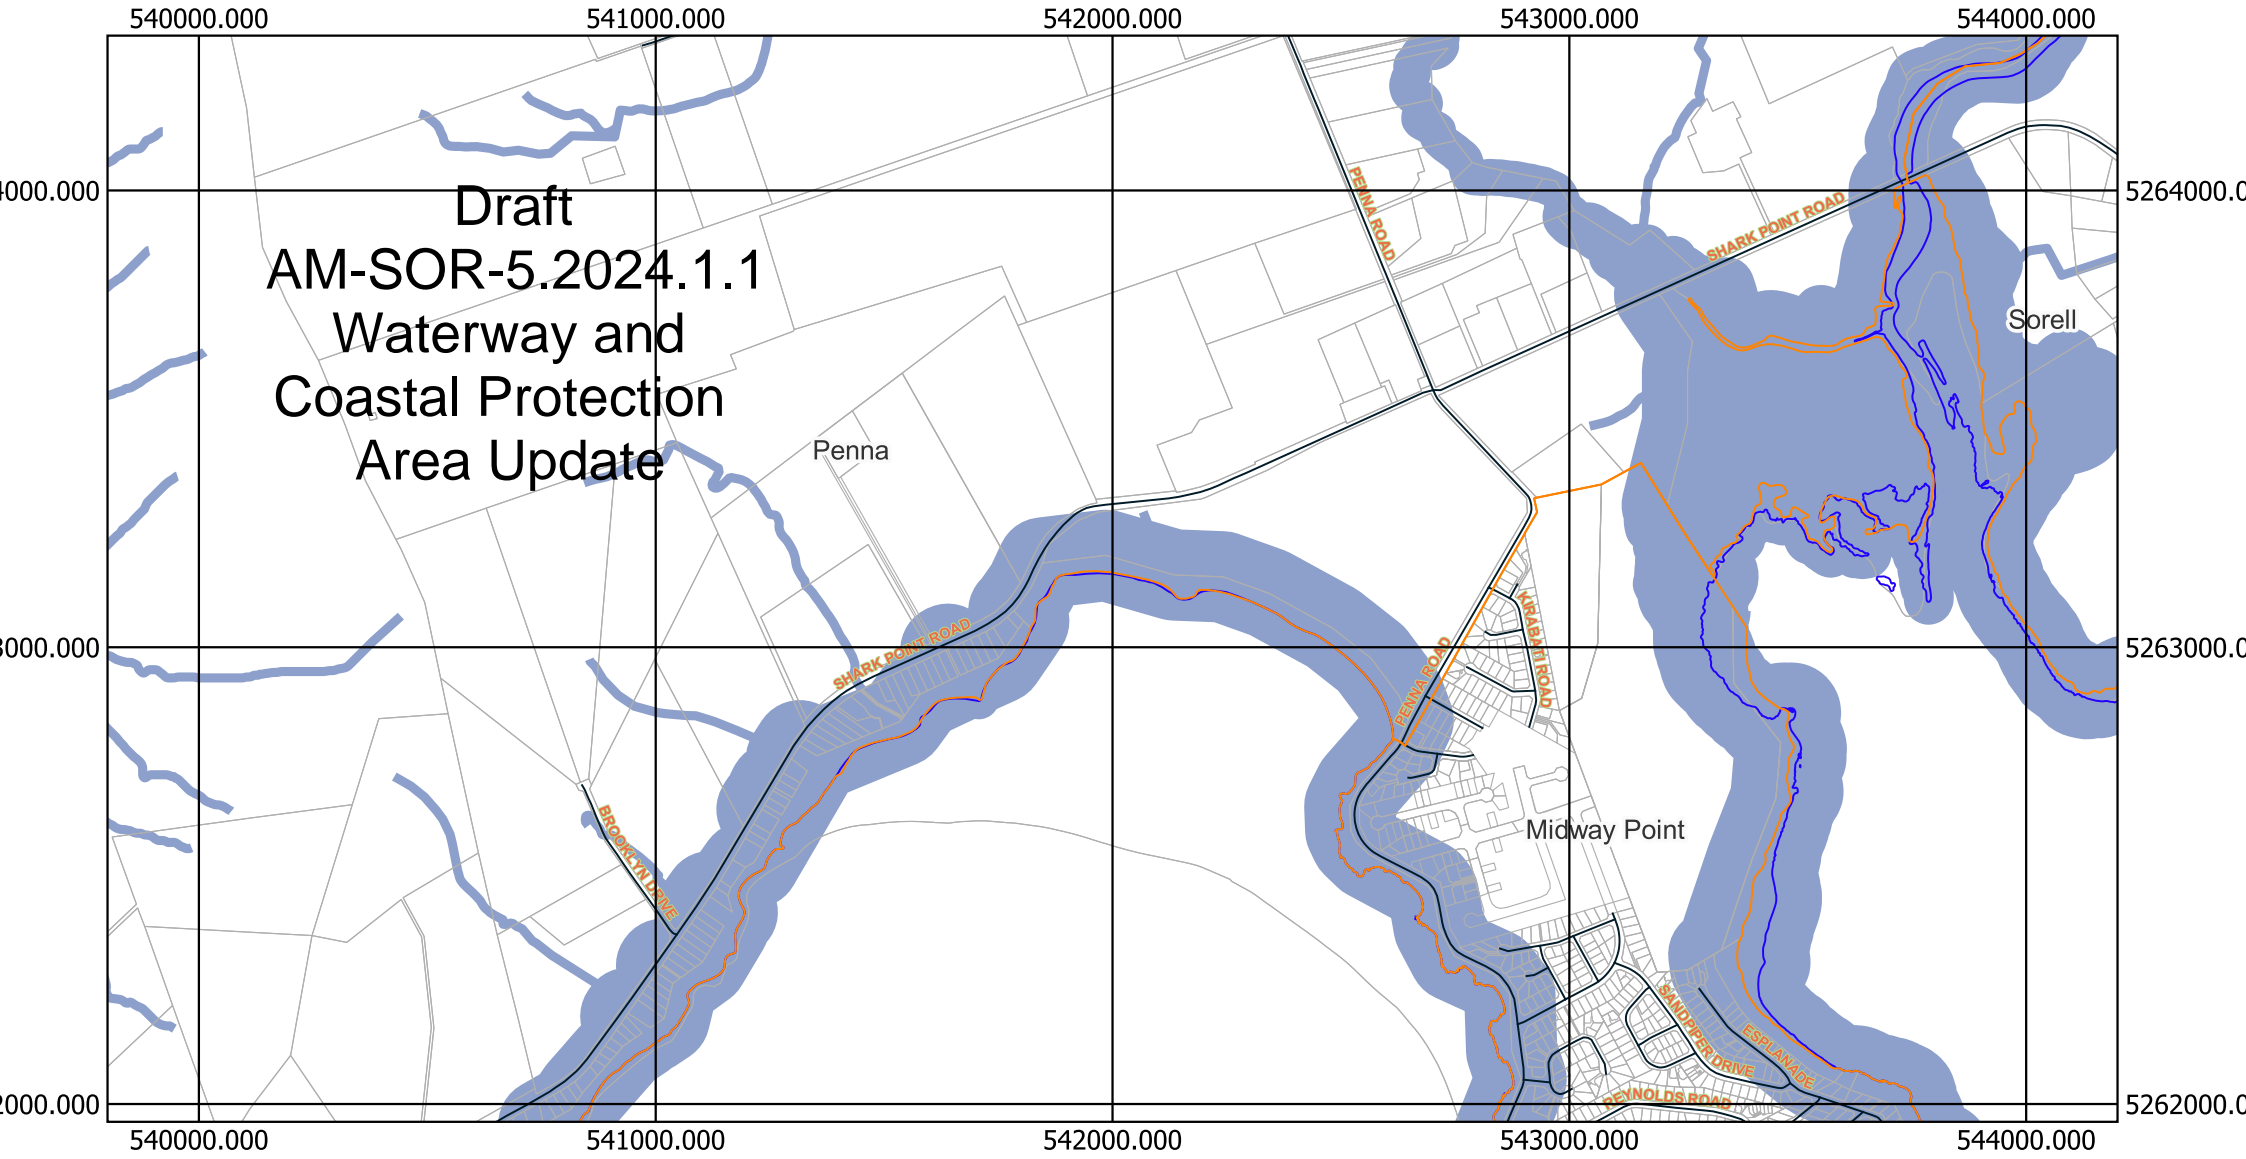 540000.000 541000.000 542000.000 543000.000 544000.000
PENNA ROAD
4000.000
5264000.0
Draft
AM-SOR-5.2024.1.1
Waterway and
Coastal Protection
Area Update
SHARK POINT ROAD
Sorell
Penna
KIRABATI ROAD
SHARK POINT ROAD
PENNA ROAD
3000.000
5263000.0
BROOKLYN DRIVE
Midway Point
SANDPIPER DRIVE
ESPLANADE
REYNOLDS ROAD
2000.000
5262000.0
540000.000 541000.000 542000.000 543000.000 544000.000